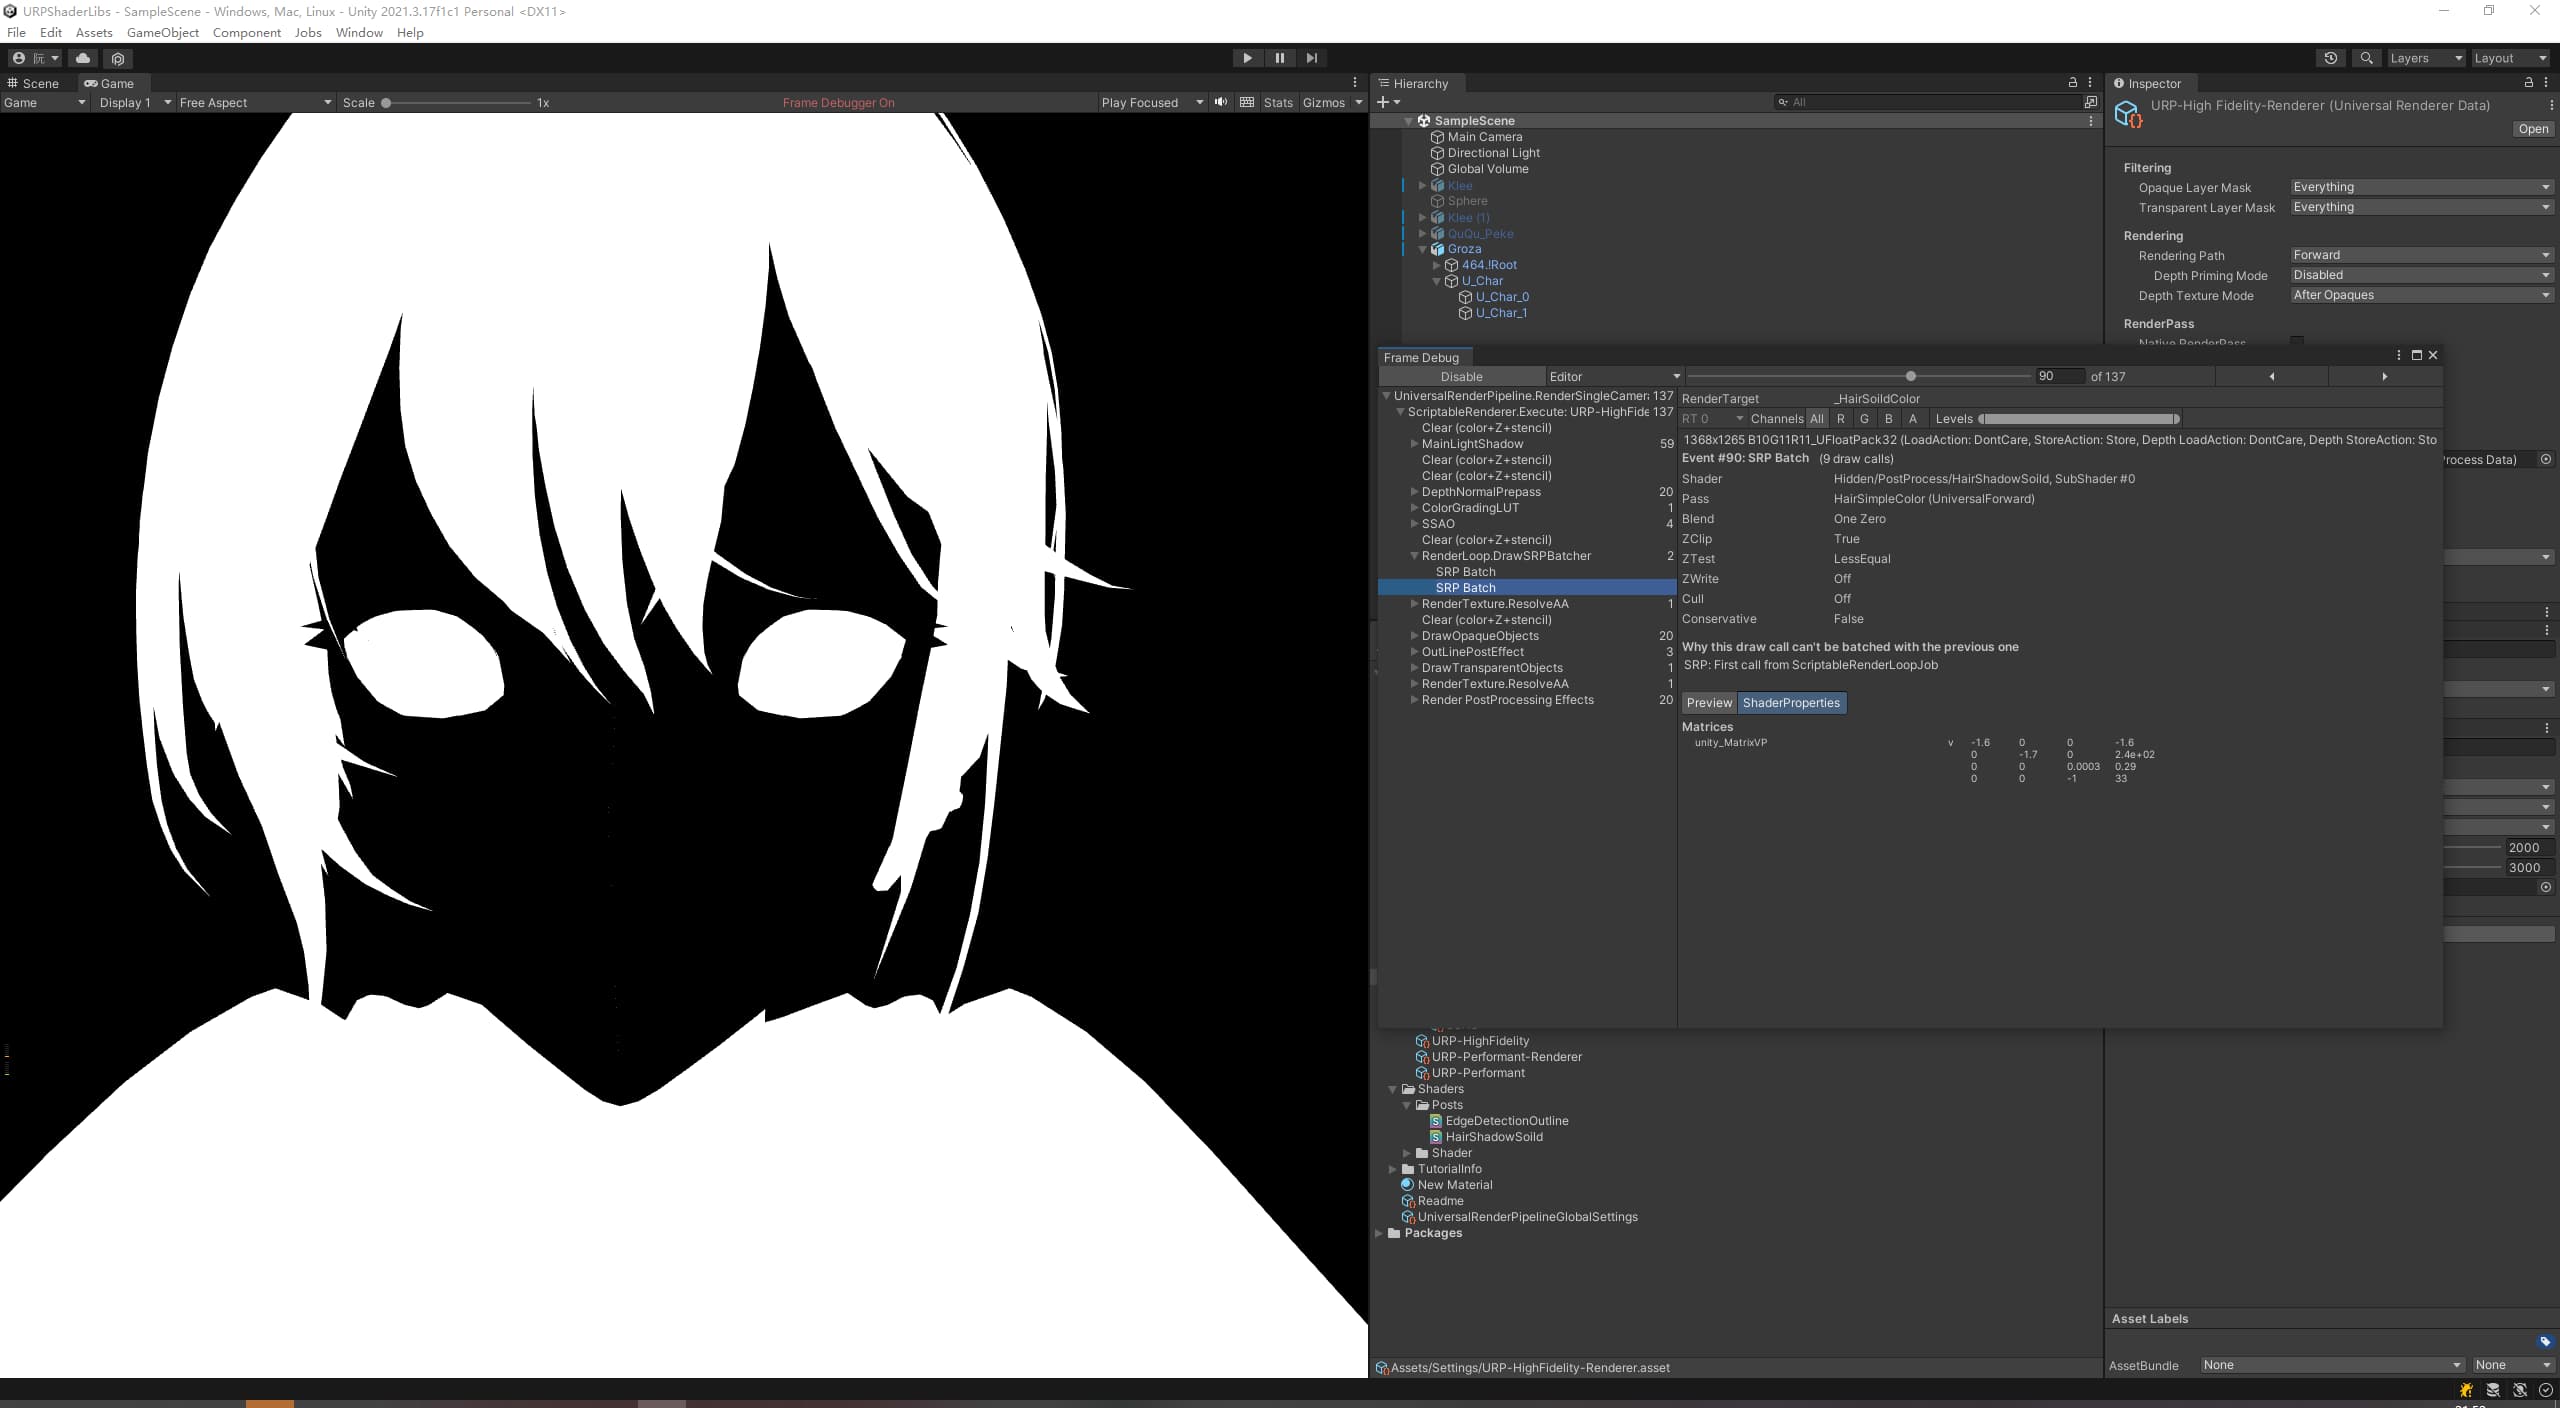 URPShaderLibs - SampleScene - Windows, Mac, Linux - Unity 2021.3.17f1c1 Personal <DX11>
File Edit Assets GameObject Component Jobs Window Help
阮 Layers Layout
Scene Game
Game Display 1 Free Aspect Scale 1x Frame Debugger On Play Focused Stats Gizmos
Hierarchy
All
SampleScene
Main Camera
Directional Light
Global Volume
Klee
Sphere
Klee (1)
QuQu_Peke
Groza
464.!Root
U_Char
U_Char_0
U_Char_1
Inspector
URP-High Fidelity-Renderer (Universal Renderer Data)
Open
Filtering
Opaque Layer Mask Everything
Transparent Layer Mask Everything
Rendering
Rendering Path Forward
Depth Priming Mode Disabled
Depth Texture Mode After Opaques
RenderPass
Native RenderPass
Frame Debug
Disable Editor 90 of 137
UniversalRenderPipeline.RenderSingleCamera 137
ScriptableRenderer.Execute: URP-HighFide 137
Clear (color+Z+stencil)
MainLightShadow 59
Clear (color+Z+stencil)
Clear (color+Z+stencil)
DepthNormalPrepass 20
ColorGradingLUT 1
SSAO 4
Clear (color+Z+stencil)
RenderLoop.DrawSRPBatcher 2
SRP Batch
SRP Batch
RenderTexture.ResolveAA 1
Clear (color+Z+stencil)
DrawOpaqueObjects 20
OutLinePostEffect 3
DrawTransparentObjects 1
RenderTexture.ResolveAA 1
Render PostProcessing Effects 20
RenderTarget _HairSoildColor
RT 0 Channels All R G B A Levels
1368x1265 B10G11R11_UFloatPack32 (LoadAction: DontCare, StoreAction: Store, Depth LoadAction: DontCare, Depth StoreAction: Sto
Event #90: SRP Batch (9 draw calls)
Shader Hidden/PostProcess/HairShadowSoild, SubShader #0
Pass HairSimpleColor (UniversalForward)
Blend One Zero
ZClip True
ZTest LessEqual
ZWrite Off
Cull Off
Conservative False
Why this draw call can't be batched with the previous one
SRP: First call from ScriptableRenderLoopJob
Preview ShaderProperties
Matrices
unity_MatrixVP v -1.6 0 0 -1.6
0 -1.7 0 2.4e+02
0 0 0.0003 0.29
0 0 -1 33
rocess Data)
2000
3000
URP-HighFidelity
URP-Performant-Renderer
URP-Performant
Shaders
Posts
EdgeDetectionOutline
HairShadowSoild
Shader
TutorialInfo
New Material
Readme
UniversalRenderPipelineGlobalSettings
Packages
Assets/Settings/URP-HighFidelity-Renderer.asset
Asset Labels
AssetBundle None None